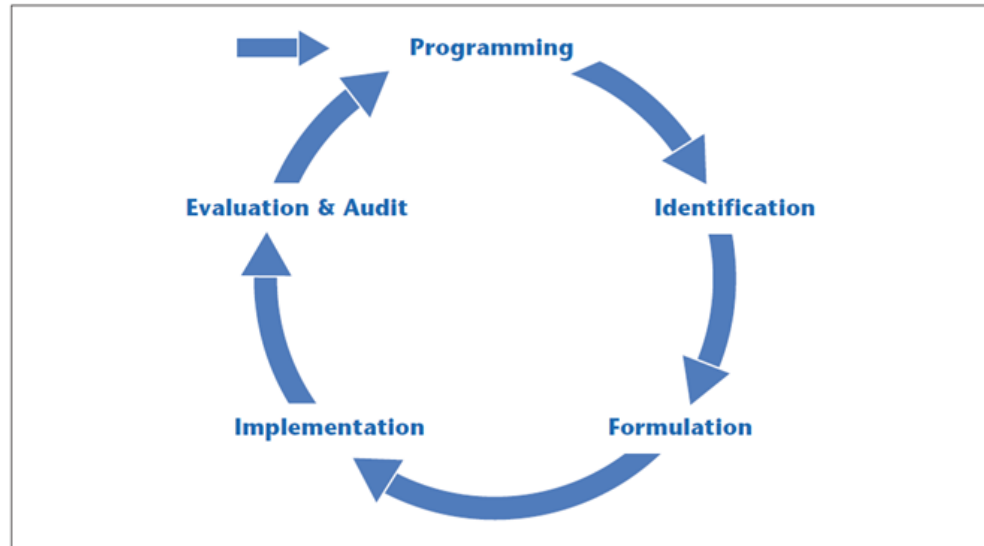 Programming
Evaluation & Audit
Identification
Implementation
Formulation